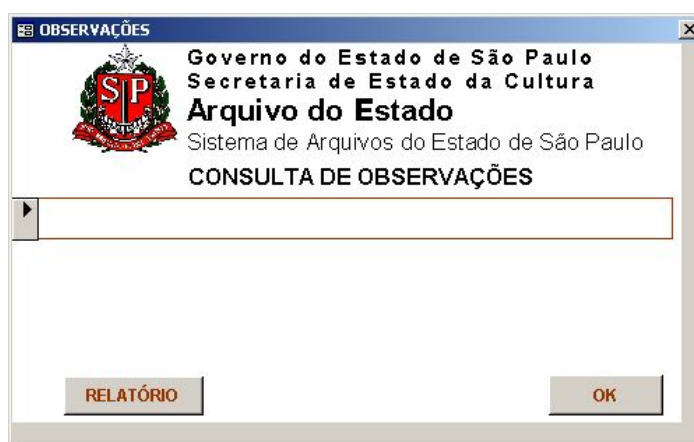 OBSERVAÇÕES
Governo do Estado de São Paulo
Secretaria de Estado da Cultura
Arquivo do Estado
Sistema de Arquivos do Estado de São Paulo
CONSULTA DE OBSERVAÇÕES
RELATÓRIO
OK